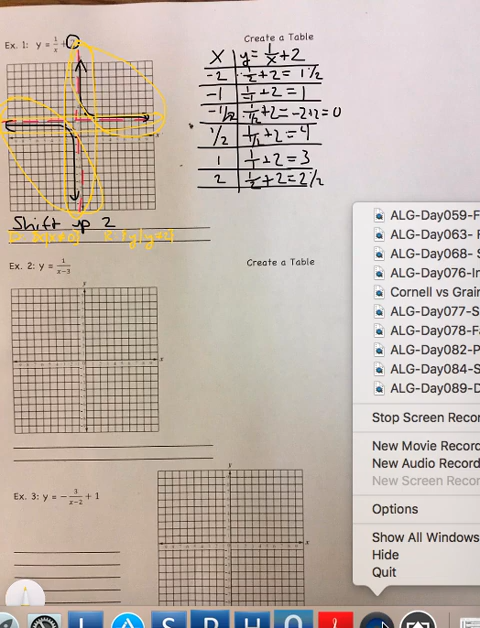 Ex. 1: y = 1/x + 2
Create a Table
x | y = 1/x + 2
-2 | 1/-2 + 2 = 1 1/2
-1 | 1/-1 + 2 = 1
-1/2 | 1/-1/2 + 2 = -2+2 = 0
1/2 | 1/1/2 + 2 = 4
1 | 1/1 + 2 = 3
2 | 1/2 + 2 = 2 1/2
Shift up 2
Ex. 2: y = 1/x-3
Create a Table
Ex. 3: y = - 3/x-2 + 1
ALG-Day059-F
ALG-Day063-
ALG-Day068-
ALG-Day076-In
Cornell vs Grain
ALG-Day077-S
ALG-Day078-Fa
ALG-Day082-P
ALG-Day084-S
ALG-Day089-D
Stop Screen Recor
New Movie Record
New Audio Record
New Screen Recor
Options
Show All Windows
Hide
Quit